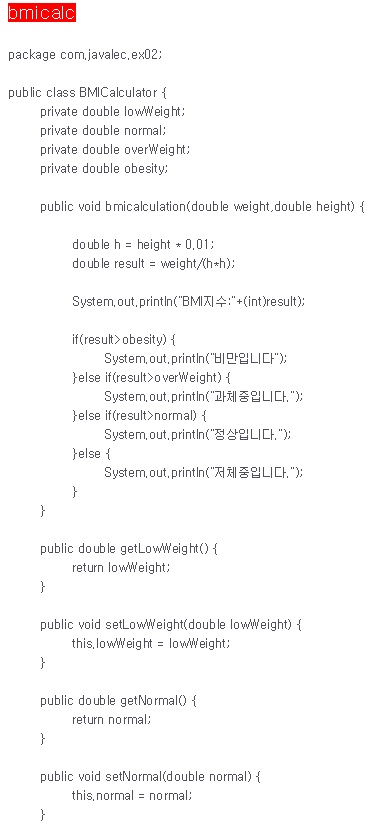 bmicalc
package com.javalec.ex02;
public class BMICalculator {
private double lowWeight;
private double normal;
private double overWeight;
private double obesity;
public void bmicalculation(double weight,double height) {
double h = height * 0.01;
double result = weight/(h*h);
System.out.println("BMI지수:"+(int)result);
if(result>obesity) {
System.out.println("비만입니다");
}else if(result>overWeight) {
System.out.println("과체중입니다.");
}else if(result>normal) {
System.out.println("정상입니다.");
}else {
System.out.println("저체중입니다.");
}
}
public double getLowWeight() {
return lowWeight;
}
public void setLowWeight(double lowWeight) {
this.lowWeight = lowWeight;
}
public double getNormal() {
return normal;
}
public void setNormal(double normal) {
this.normal = normal;
}